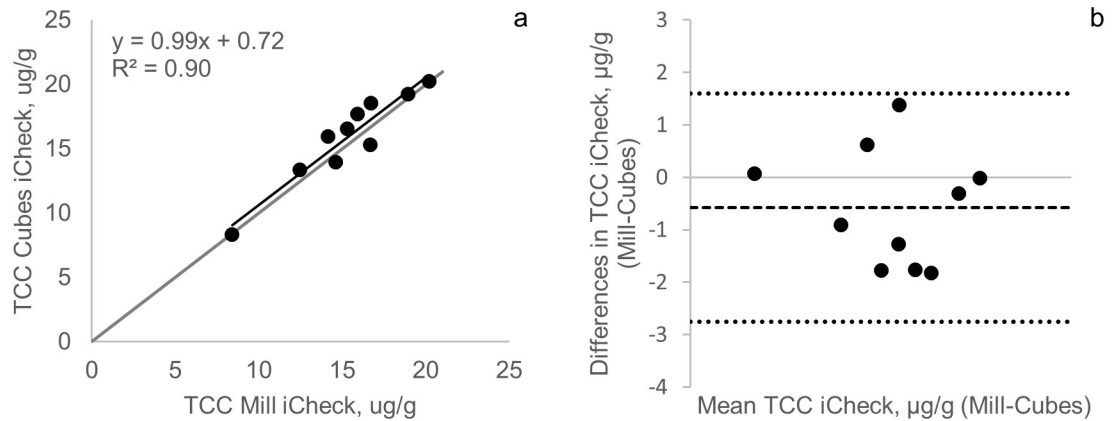 a
y = 0.99x + 0.72
R² = 0.90
TCC Cubes iCheck, ug/g
25
20
15
10
5
0
0 5 10 15 20 25
TCC Mill iCheck, ug/g
b
Differences in TCC iCheck, µg/g
(Mill-Cubes)
3
2
1
0
-1
-2
-3
-4
Mean TCC iCheck, µg/g (Mill-Cubes)